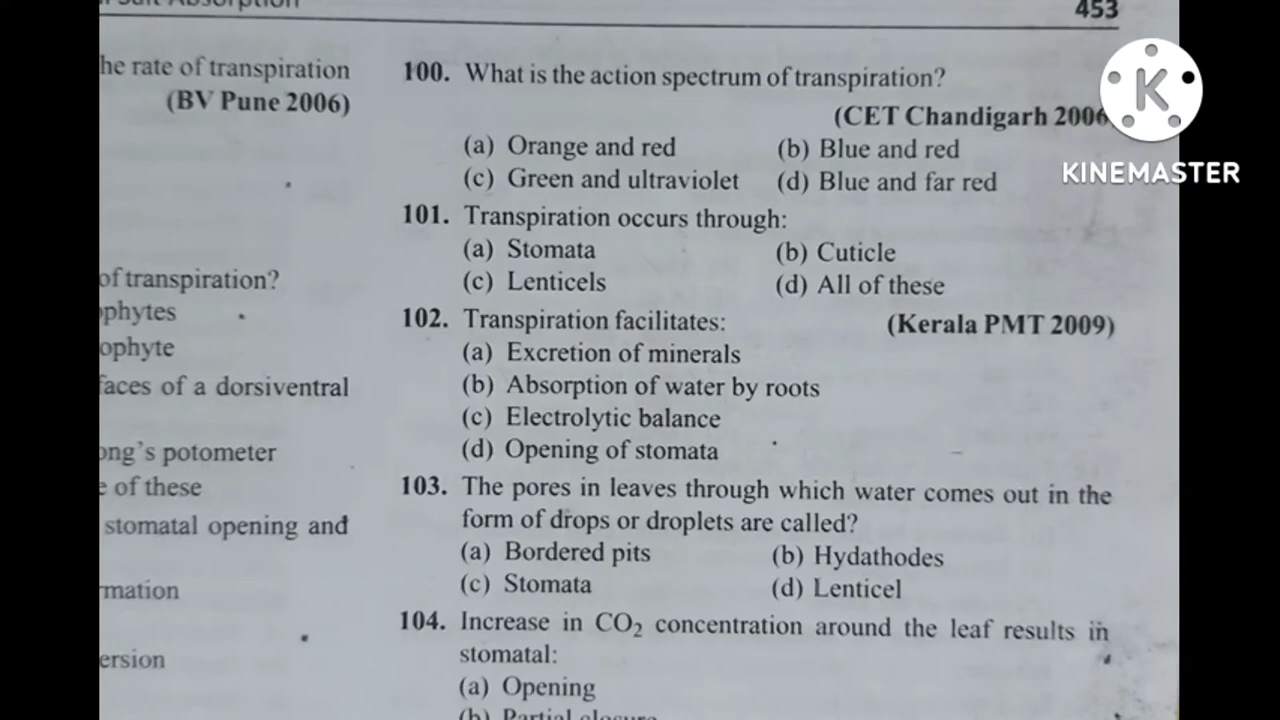 453
he rate of transpiration
(BV Pune 2006)
of transpiration?
phytes
ophyte
faces of a dorsiventral
ong's potometer
e of these
stomatal opening and
mation
ersion
100. What is the action spectrum of transpiration?
(CET Chandigarh 2006
(a) Orange and red (b) Blue and red
(c) Green and ultraviolet (d) Blue and far red
101. Transpiration occurs through:
(a) Stomata (b) Cuticle
(c) Lenticels (d) All of these
102. Transpiration facilitates: (Kerala PMT 2009)
(a) Excretion of minerals
(b) Absorption of water by roots
(c) Electrolytic balance
(d) Opening of stomata
103. The pores in leaves through which water comes out in the
form of drops or droplets are called?
(a) Bordered pits (b) Hydathodes
(c) Stomata (d) Lenticel
104. Increase in CO₂ concentration around the leaf results in
stomatal:
(a) Opening
(b) Partial closure
K
KINEMASTER